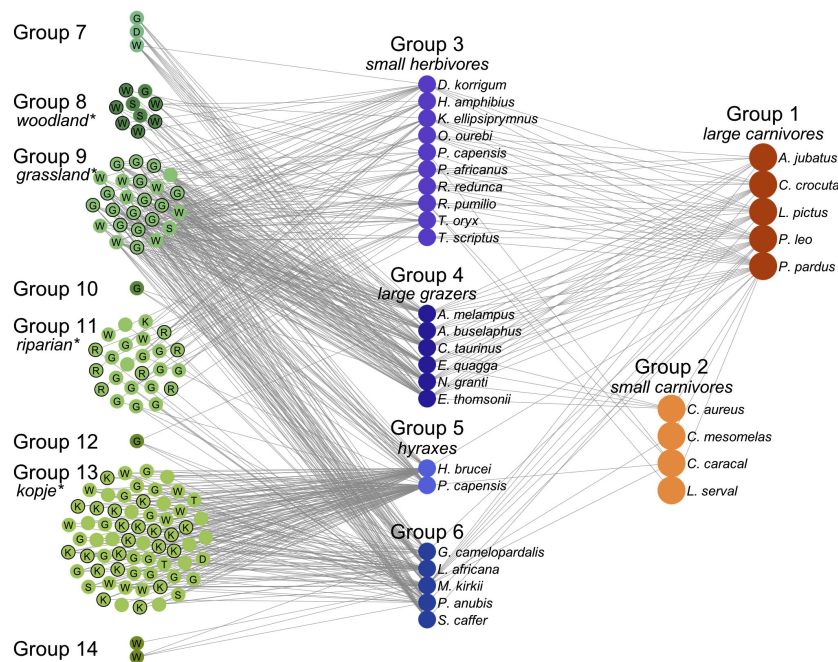 Group 7
G
D
W
Group 8
woodland*
W G
W S W
W S W
W
Group 9
grassland*
G G G
W W G W G
G W G G
G G G G W
W G G G S
W G W
Group 10
G
Group 11
riparian*
K
W W R
R G
G G G R
G R G G
R G G G R
G G G
Group 12
G
Group 13
kopje*
Group 14
W
W
Group 3
small herbivores
D. korrigum
H. amphibius
K. ellipsiprymnus
O. ourebi
P. capensis
P. africanus
R. redunca
R. pumilio
T. oryx
T. scriptus
Group 4
large grazers
A. melampus
A. buselaphus
C. taurinus
E. quagga
N. granti
E. thomsonii
Group 5
hyraxes
H. brucei
P. capensis
Group 6
G. camelopardalis
L. africana
M. kirkii
P. anubis
S. caffer
Group 1
large carnivores
A. jubatus
C. crocuta
L. pictus
P. leo
P. pardus
Group 2
small carnivores
C. aureus
C. mesomelas
C. caracal
L. serval